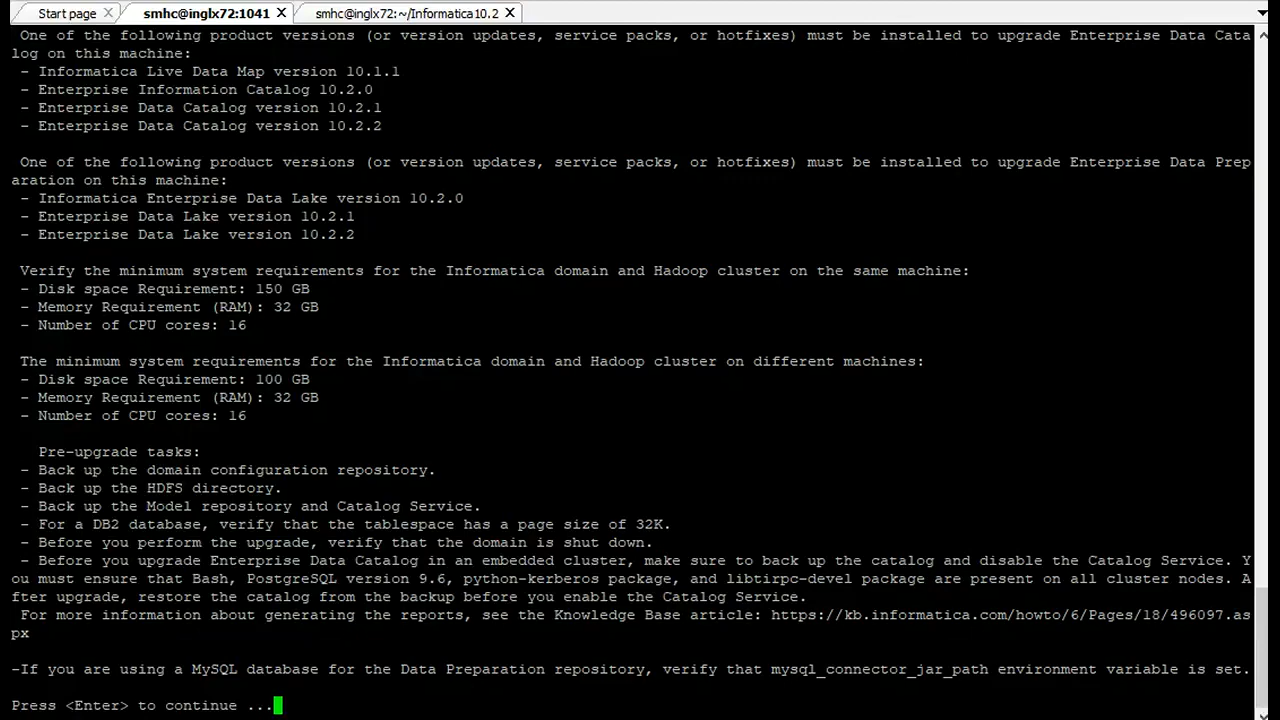 Start page
smhc@inglx72:1041
smhc@inglx72:~/Informatica10.2
One of the following product versions (or version updates, service packs, or hotfixes) must be installed to upgrade Enterprise Data Cata
log on this machine:
- Informatica Live Data Map version 10.1.1
- Enterprise Information Catalog 10.2.0
- Enterprise Data Catalog version 10.2.1
- Enterprise Data Catalog version 10.2.2
One of the following product versions (or version updates, service packs, or hotfixes) must be installed to upgrade Enterprise Data Prep
aration on this machine:
- Informatica Enterprise Data Lake version 10.2.0
- Enterprise Data Lake version 10.2.1
- Enterprise Data Lake version 10.2.2
Verify the minimum system requirements for the Informatica domain and Hadoop cluster on the same machine:
- Disk space Requirement: 150 GB
- Memory Requirement (RAM): 32 GB
- Number of CPU cores: 16
The minimum system requirements for the Informatica domain and Hadoop cluster on different machines:
- Disk space Requirement: 100 GB
- Memory Requirement (RAM): 32 GB
- Number of CPU cores: 16
Pre-upgrade tasks:
- Back up the domain configuration repository.
- Back up the HDFS directory.
- Back up the Model repository and Catalog Service.
- For a DB2 database, verify that the tablespace has a page size of 32K.
- Before you perform the upgrade, verify that the domain is shut down.
- Before you upgrade Enterprise Data Catalog in an embedded cluster, make sure to back up the catalog and disable the Catalog Service. Y
ou must ensure that Bash, PostgreSQL version 9.6, python-kerberos package, and libtirpc-devel package are present on all cluster nodes. A
fter upgrade, restore the catalog from the backup before you enable the Catalog Service.
For more information about generating the reports, see the Knowledge Base article: https://kb.informatica.com/howto/6/Pages/18/496097.as
px
-If you are using a MySQL database for the Data Preparation repository, verify that mysql_connector_jar_path environment variable is set.
Press <Enter> to continue ...